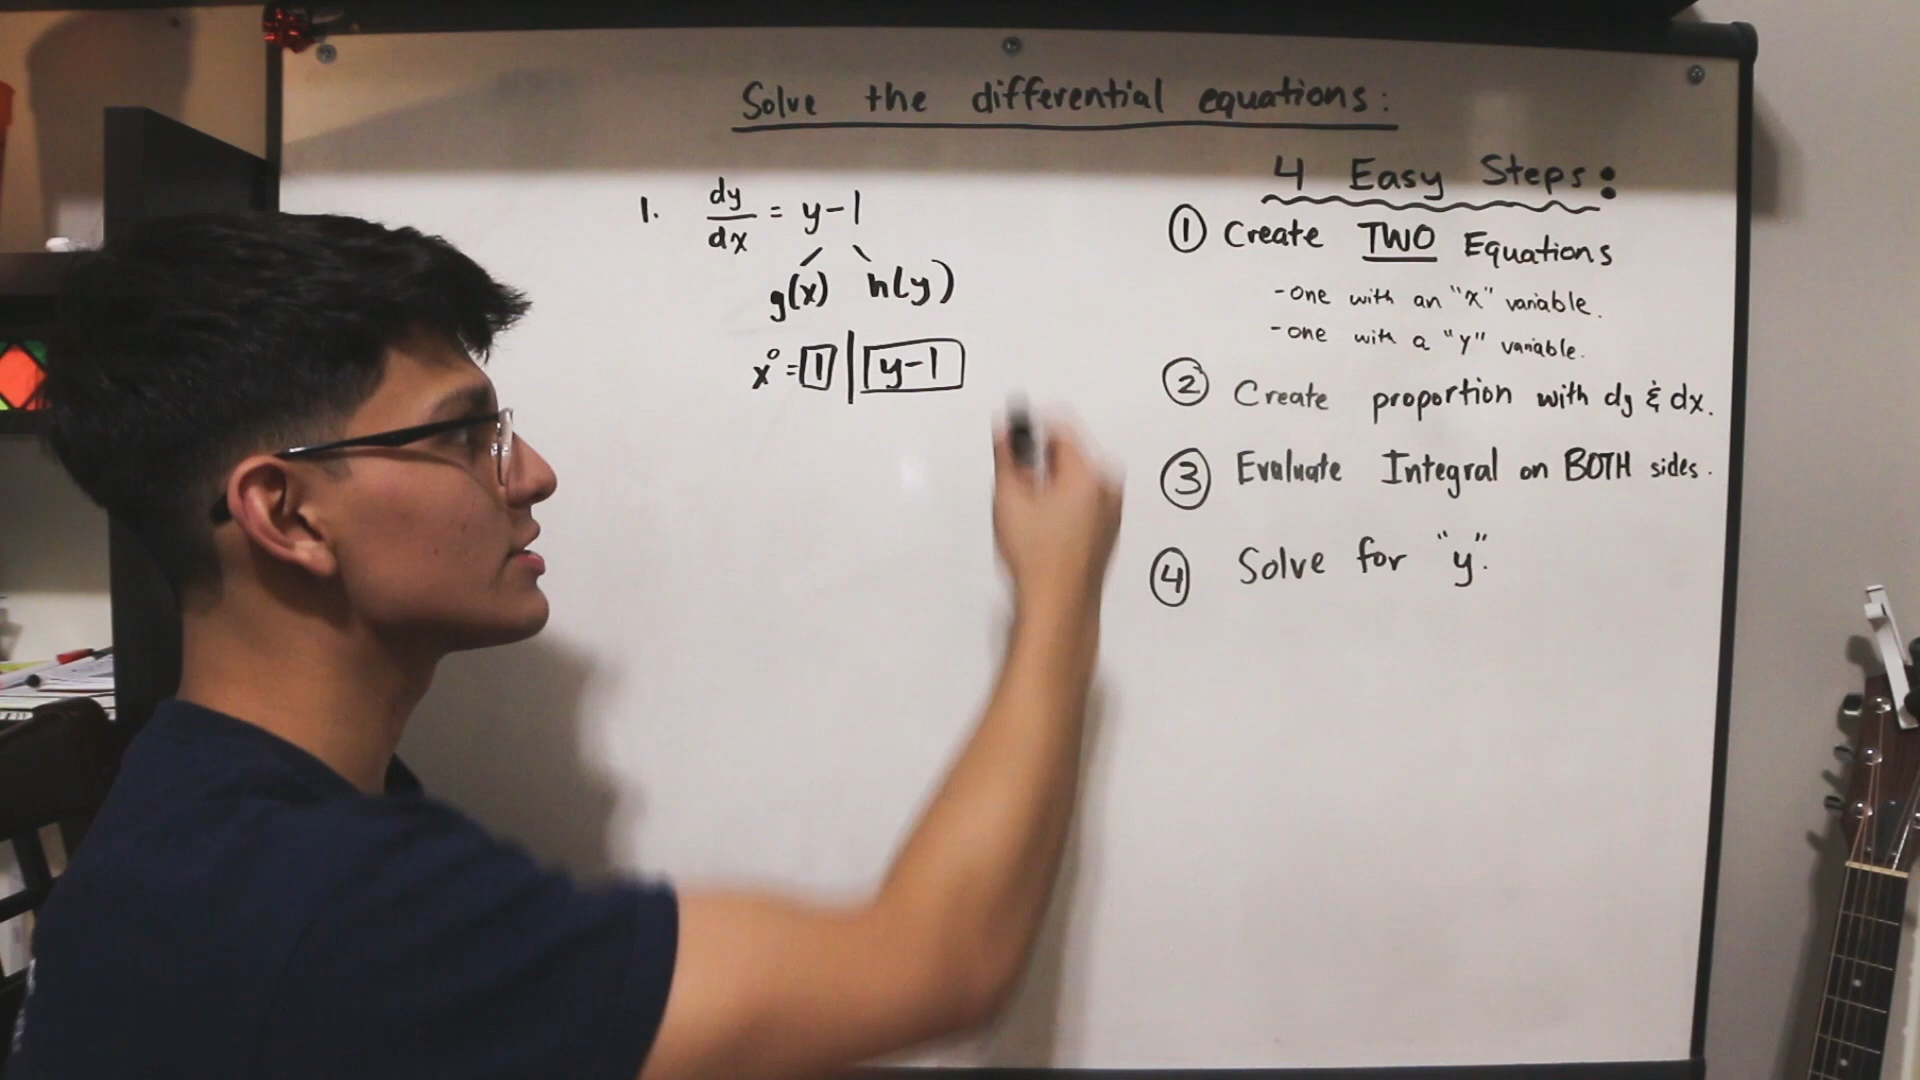 Solve the differential equations:
1. dy/dx = y-1
g(x) h(y)
x° = 1 | y-1
4 Easy Steps:
① Create TWO Equations
-one with an "x" variable.
-one with a "y" variable.
② Create proportion with dy & dx.
③ Evaluate Integral on BOTH sides.
④ Solve for "y".